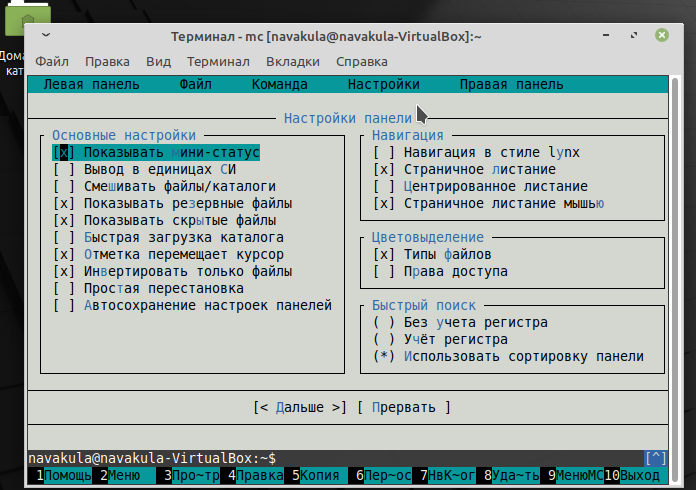 Дома
кат
Терминал - mc [navakula@navakula-VirtualBox]:~
Файл Правка Вид Терминал Вкладки Справка
Левая панель Файл Команда Настройки Правая панель
Настройки панели
Основные настройки
[x] Показывать мини-статус
[ ] Вывод в единицах СИ
[ ] Смешивать файлы/каталоги
[x] Показывать резервные файлы
[x] Показывать скрытые файлы
[ ] Быстрая загрузка каталога
[x] Отметка перемещает курсор
[x] Инвертировать только файлы
[ ] Простая перестановка
[ ] Автосохранение настроек панелей
Навигация
[ ] Навигация в стиле lynx
[x] Страничное листание
[ ] Центрированное листание
[x] Страничное листание мышью
Цветовыделение
[x] Типы файлов
[ ] Права доступа
Быстрый поиск
( ) Без учета регистра
( ) Учёт регистра
(*) Использовать сортировку панели
[< Дальше >] [ Прервать ]
navakula@navakula-VirtualBox:~$ [^]
1Помощь 2Меню 3Про~тр 4Правка 5Копия 6Пер~ос 7НвК~ог 8Уда~ть 9МенюMC 10Выход